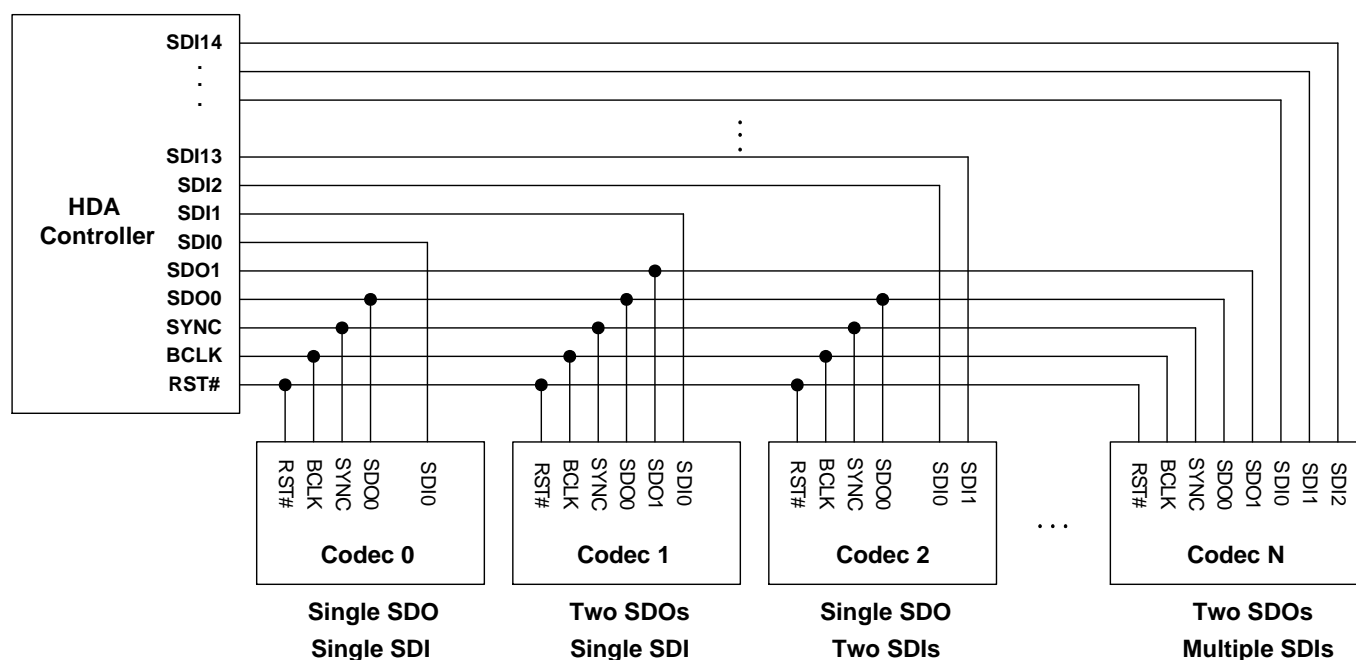 SDI14
.
.
.
SDI13
SDI2
SDI1
SDI0
SDO1
SDO0
SYNC
BCLK
RST#
HDA
Controller
. . .
RST#
BCLK
SYNC
SDO0
SDI0
Codec 0
Single SDO
Single SDI
RST#
BCLK
SYNC
SDO0
SDO1
SDI0
Codec 1
Two SDOs
Single SDI
RST#
BCLK
SYNC
SDO0
SDI0
SDI1
Codec 2
Single SDO
Two SDIs
. . .
RST#
BCLK
SYNC
SDO0
SDO1
SDI0
SDI1
SDI2
Codec N
Two SDOs
Multiple SDIs